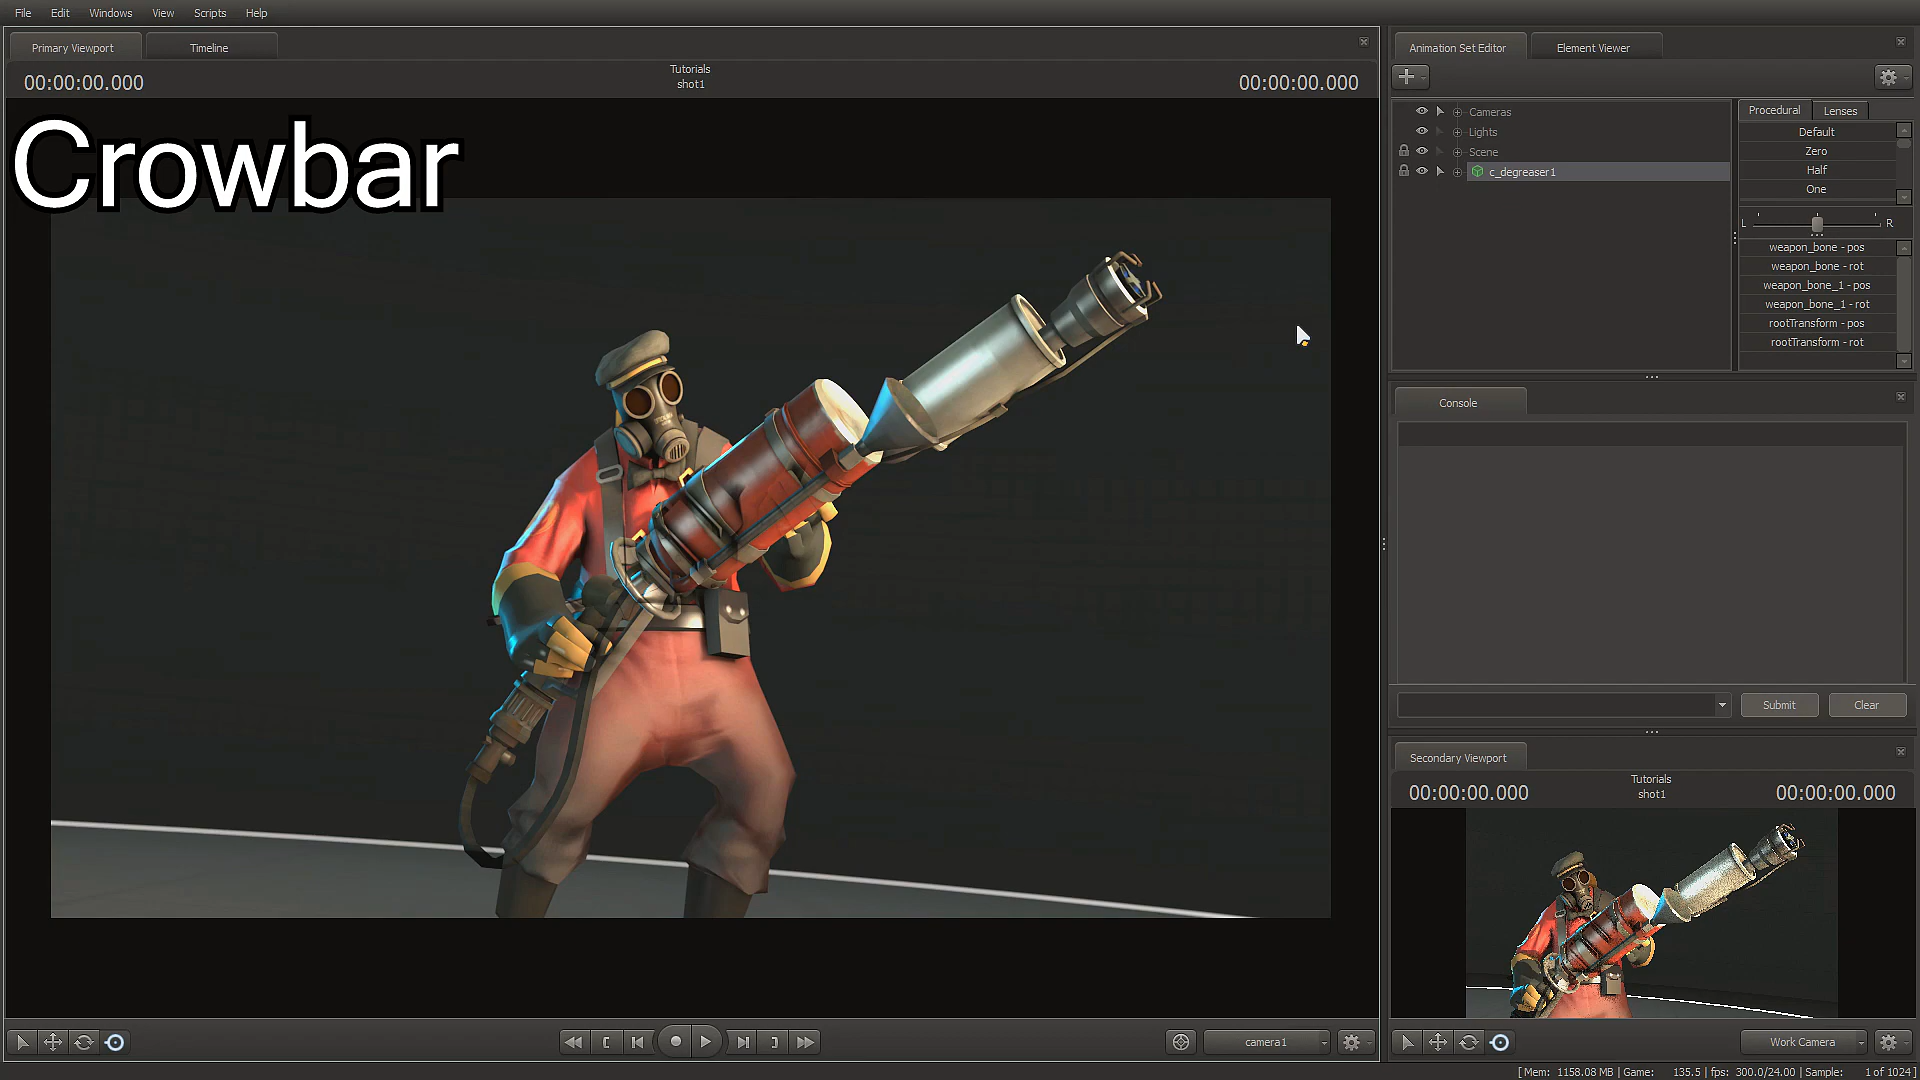 File Edit Windows View Scripts Help
Primary Viewport Timeline
00:00:00.000
Tutorials
shot1
00:00:00.000
Crowbar
camera1
Animation Set Editor Element Viewer
Cameras
Lights
Scene
c_degreaser1
Procedural Lenses
Default
Zero
Half
One
L R
weapon_bone - pos
weapon_bone - rot
weapon_bone_1 - pos
weapon_bone_1 - rot
rootTransform - pos
rootTransform - rot
Console
Submit Clear
Secondary Viewport
00:00:00.000
Tutorials
shot1
00:00:00.000
Work Camera
[ Mem: 1158.08 MB | Game: 135.5 | fps: 300.0/24.00 | Sample: 1 of 1024 ]